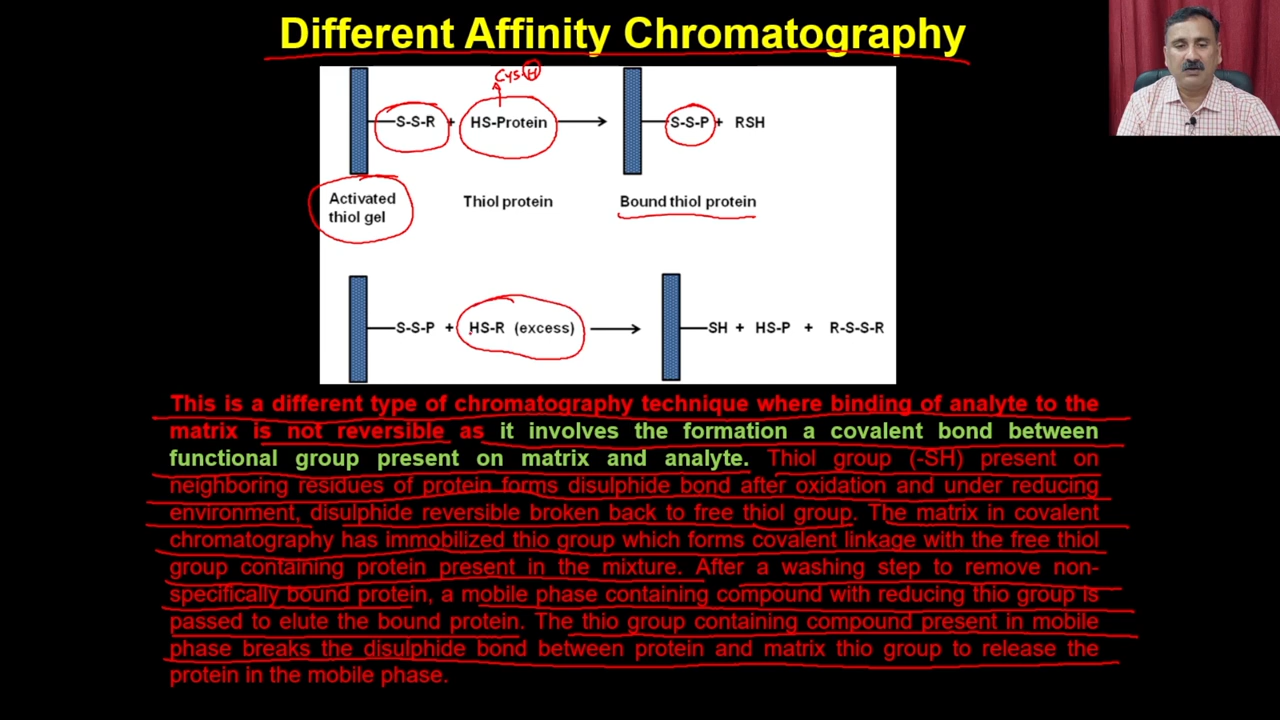 Different Affinity Chromatography
Cys-H
S-S-R + HS-Protein S-S-P + RSH
Activated thiol gel
Thiol protein
Bound thiol protein
S-S-P + HS-R (excess) SH + HS-P + R-S-S-R
This is a different type of chromatography technique where binding of analyte to the
matrix is not reversible as it involves the formation a covalent bond between
functional group present on matrix and analyte. Thiol group (-SH) present on
neighboring residues of protein forms disulphide bond after oxidation and under reducing
environment, disulphide reversible broken back to free thiol group. The matrix in covalent
chromatography has immobilized thio group which forms covalent linkage with the free thiol
group containing protein present in the mixture. After a washing step to remove non-
specifically bound protein, a mobile phase containing compound with reducing thio group is
passed to elute the bound protein. The thio group containing compound present in mobile
phase breaks the disulphide bond between protein and matrix thio group to release the
protein in the mobile phase.